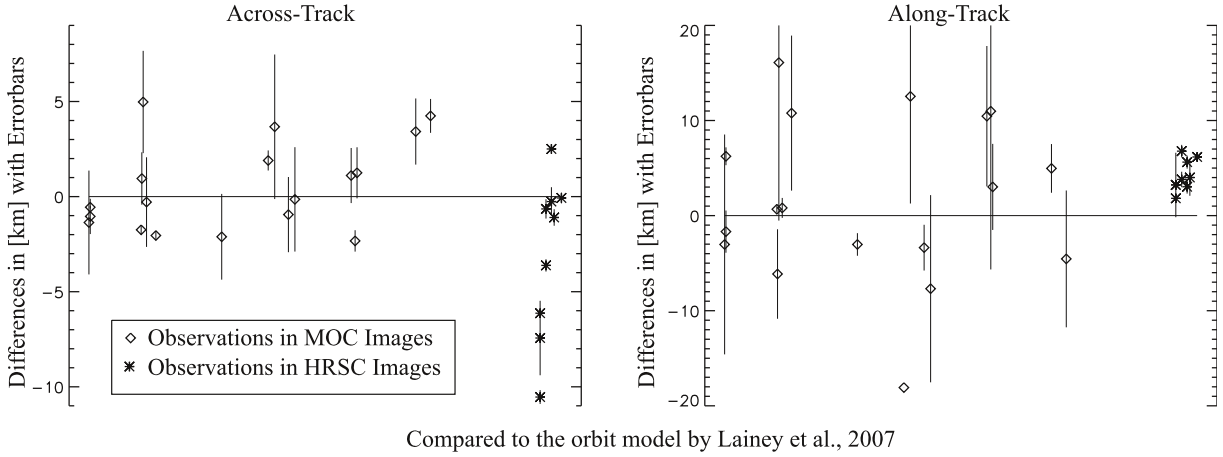 Across-Track
Differences in [km] with Errorbars
5
0
−5
−10
Observations in MOC Images
Observations in HRSC Images
Along-Track
Differences in [km] with Errorbars
20
10
0
−10
−20
Compared to the orbit model by Lainey et al., 2007